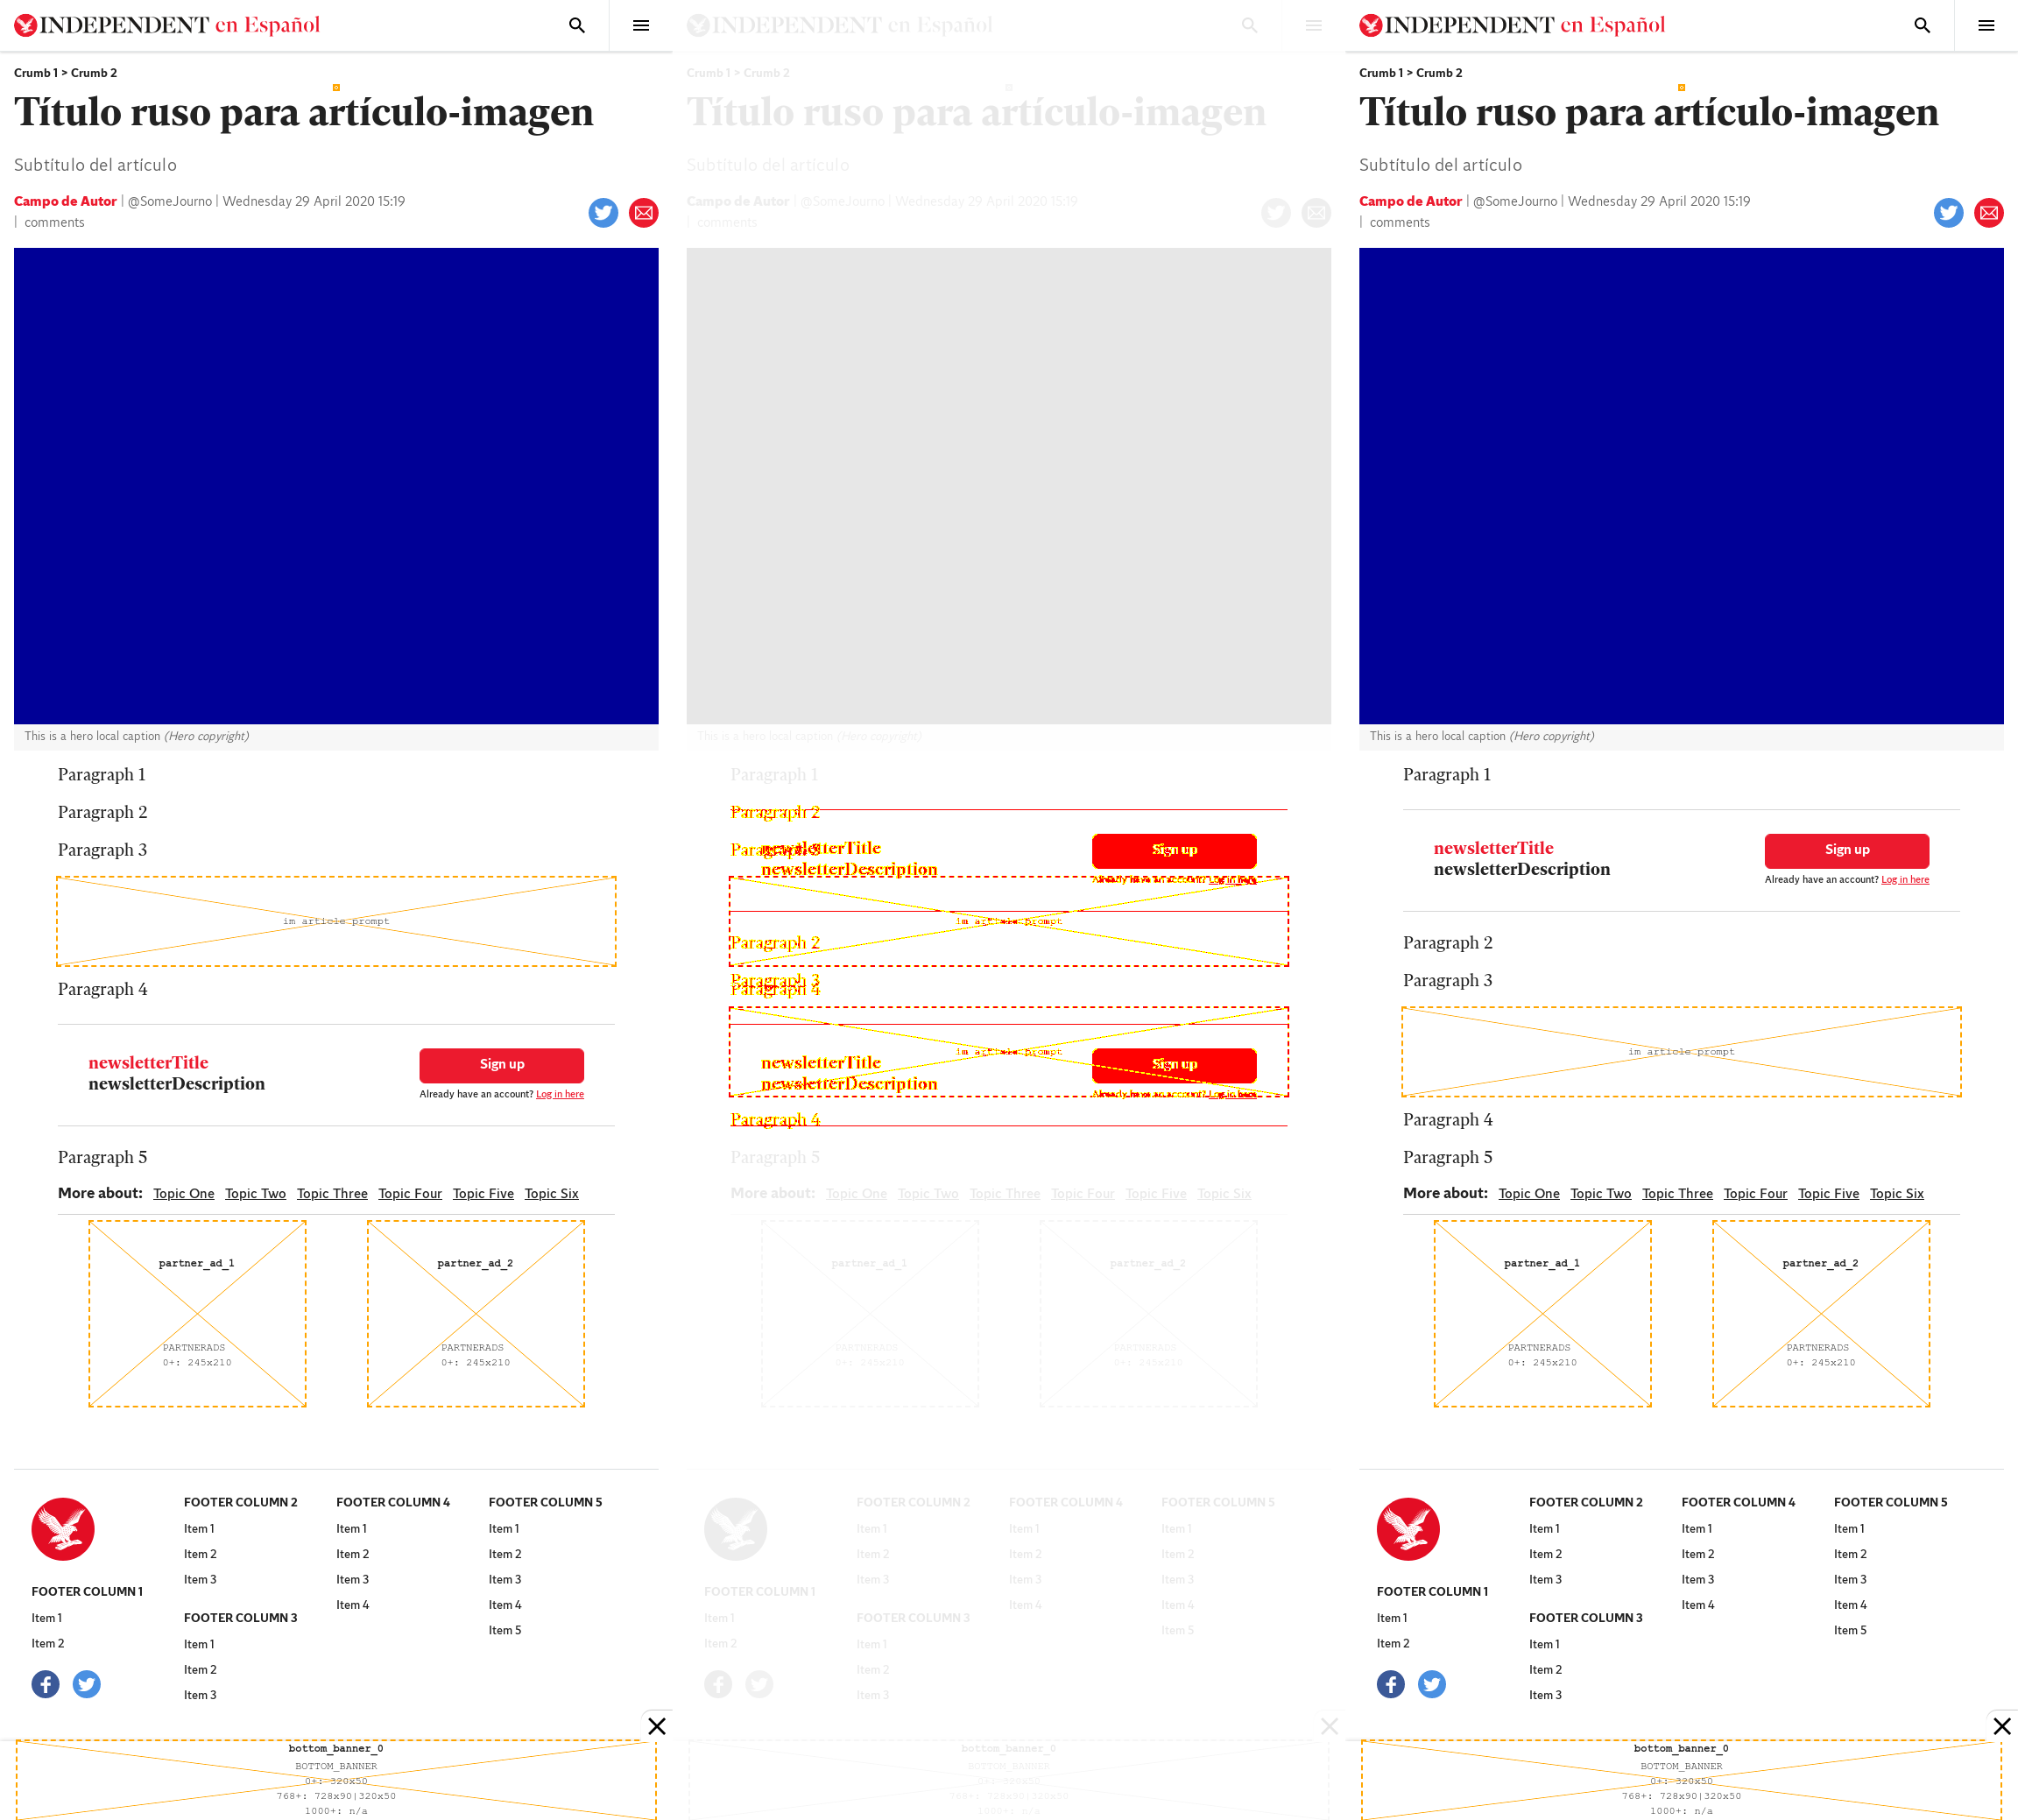 INDEPENDENT en Español
Crumb 1 > Crumb 2
Título ruso para artículo-imagen
Subtítulo del artículo
Campo de Autor | @SomeJourno | Wednesday 29 April 2020 15:19
| comments
This is a hero local caption (Hero copyright)
Paragraph 1
Paragraph 2
Paragraph 3
im article prompt
Paragraph 4
newsletterTitle
newsletterDescription
Sign up
Already have an account? Log in here
Paragraph 5
More about: Topic One Topic Two Topic Three Topic Four Topic Five Topic Six
partner_ad_1
PARTNERADS
0+: 245x210
partner_ad_2
PARTNERADS
0+: 245x210
FOOTER COLUMN 1
Item 1
Item 2
FOOTER COLUMN 2
Item 1
Item 2
Item 3
FOOTER COLUMN 3
Item 1
Item 2
Item 3
FOOTER COLUMN 4
Item 1
Item 2
Item 3
Item 4
FOOTER COLUMN 5
Item 1
Item 2
Item 3
Item 4
Item 5
bottom_banner_0
BOTTOM_BANNER
0+: 320x50
768+: 728x90|320x50
1000+: n/a
INDEPENDENT en Español
Crumb 1 > Crumb 2
Título ruso para artículo-imagen
Subtítulo del artículo
Campo de Autor | @SomeJourno | Wednesday 29 April 2020 15:19
| comments
This is a hero local caption (Hero copyright)
Paragraph 1
Paragraph 2
Paragraph 3
newsletterTitle
newsletterDescription
Sign up
Already have an account? Log in here
im article prompt
Paragraph 2
Paragraph 3
Paragraph 4
im article prompt
newsletterTitle
newsletterDescription
Sign up
Already have an account? Log in here
Paragraph 4
Paragraph 5
More about: Topic One Topic Two Topic Three Topic Four Topic Five Topic Six
partner_ad_1
PARTNERADS
0+: 245x210
partner_ad_2
PARTNERADS
0+: 245x210
FOOTER COLUMN 1
Item 1
Item 2
FOOTER COLUMN 2
Item 1
Item 2
Item 3
FOOTER COLUMN 3
Item 1
Item 2
Item 3
FOOTER COLUMN 4
Item 1
Item 2
Item 3
Item 4
FOOTER COLUMN 5
Item 1
Item 2
Item 3
Item 4
Item 5
bottom_banner_0
BOTTOM_BANNER
0+: 320x50
768+: 728x90|320x50
1000+: n/a
INDEPENDENT en Español
Crumb 1 > Crumb 2
Título ruso para artículo-imagen
Subtítulo del artículo
Campo de Autor | @SomeJourno | Wednesday 29 April 2020 15:19
| comments
This is a hero local caption (Hero copyright)
Paragraph 1
newsletterTitle
newsletterDescription
Sign up
Already have an account? Log in here
Paragraph 2
Paragraph 3
im article prompt
Paragraph 4
Paragraph 5
More about: Topic One Topic Two Topic Three Topic Four Topic Five Topic Six
partner_ad_1
PARTNERADS
0+: 245x210
partner_ad_2
PARTNERADS
0+: 245x210
FOOTER COLUMN 1
Item 1
Item 2
FOOTER COLUMN 2
Item 1
Item 2
Item 3
FOOTER COLUMN 3
Item 1
Item 2
Item 3
FOOTER COLUMN 4
Item 1
Item 2
Item 3
Item 4
FOOTER COLUMN 5
Item 1
Item 2
Item 3
Item 4
Item 5
bottom_banner_0
BOTTOM_BANNER
0+: 320x50
768+: 728x90|320x50
1000+: n/a